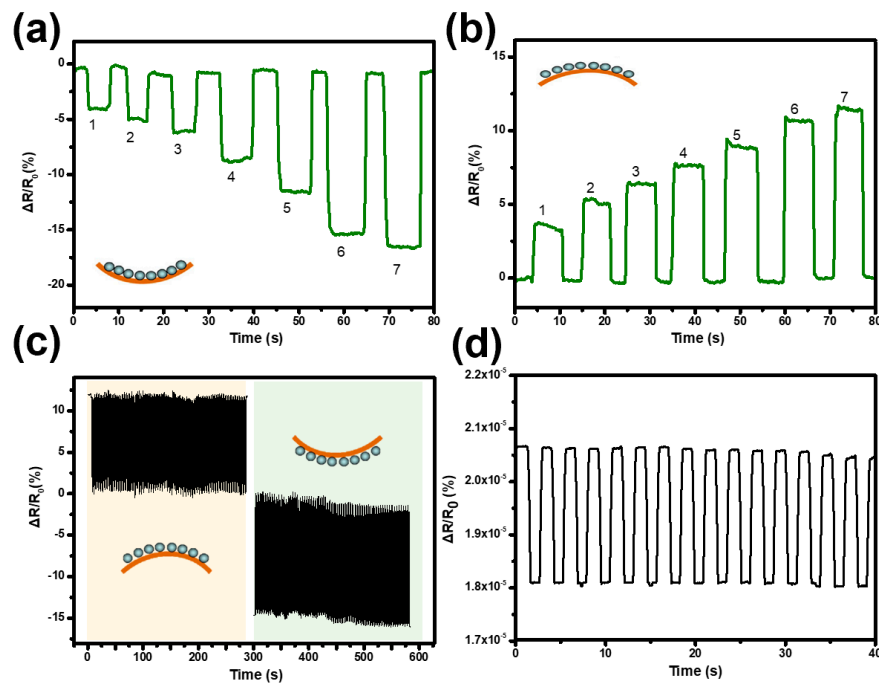 (a)
0
-5
-10
-15
-20
ΔR/R₀(%)
1
2
3
4
5
6
7
0 10 20 30 40 50 60 70 80
Time (s)
(b)
15
10
5
0
ΔR/R₀(%)
1
2
3
4
5
6
7
0 10 20 30 40 50 60 70 80
Time (s)
(c)
10
5
0
-5
-10
-15
ΔR/R₀(%)
0 100 200 300 400 500 600
Time (s)
(d)
2.2x10⁻⁵
2.1x10⁻⁵
2.0x10⁻⁵
1.9x10⁻⁵
1.8x10⁻⁵
1.7x10⁻⁵
ΔR/R₀ (%)
0 10 20 30 40
Time (s)